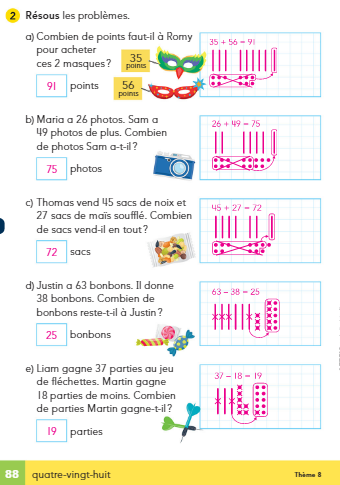 2 Résous les problèmes.
a) Combien de points faut-il à Romy
pour acheter
ces 2 masques?
35
points
56
points
91 points
35 + 56 = 91
b) Maria a 26 photos. Sam a
49 photos de plus. Combien
de photos Sam a-t-il?
75 photos
26 + 49 = 75
c) Thomas vend 45 sacs de noix et
27 sacs de maïs soufflé. Combien
de sacs vend-il en tout?
72 sacs
45 + 27 = 72
d) Justin a 63 bonbons. Il donne
38 bonbons. Combien de
bonbons reste-t-il à Justin?
25 bonbons
63 – 38 = 25
e) Liam gagne 37 parties au jeu
de fléchettes. Martin gagne
18 parties de moins. Combien
de parties Martin gagne-t-il?
19 parties
37 – 18 = 19
88 quatre-vingt-huit
Thème 8